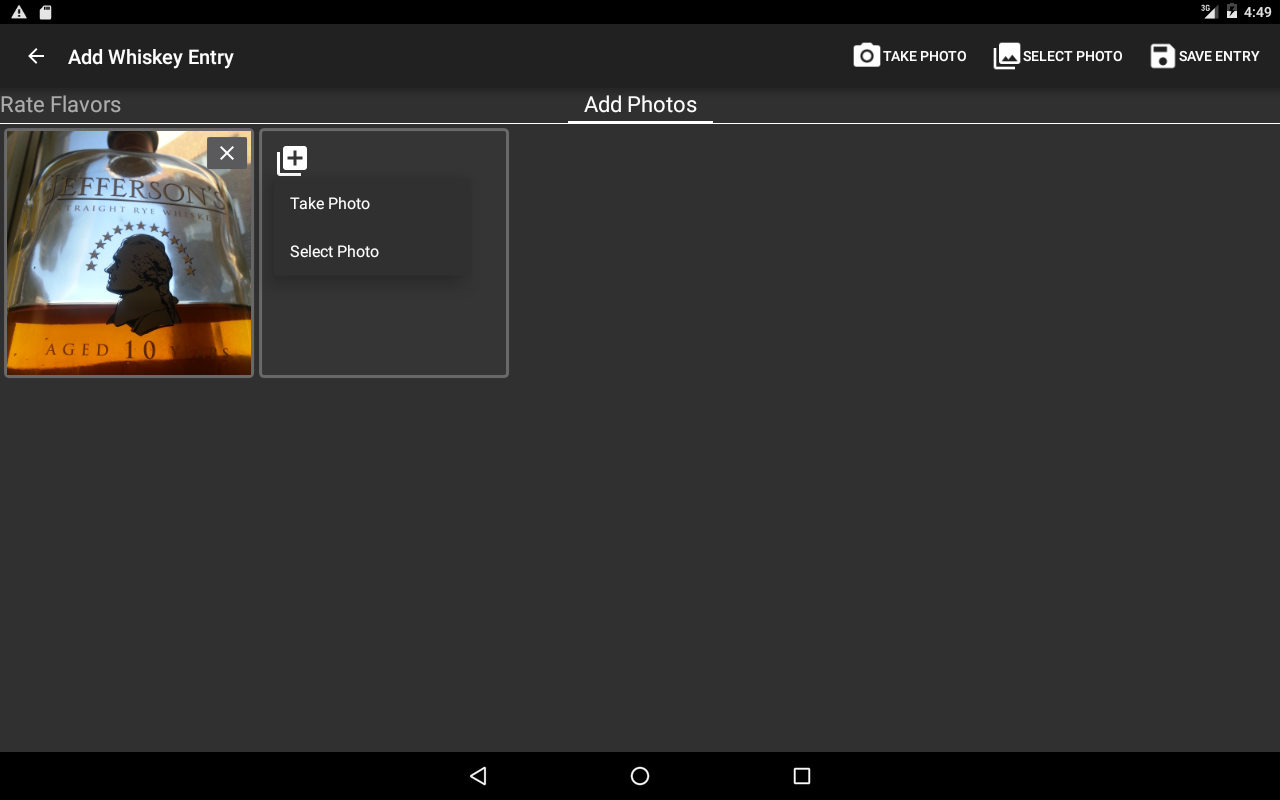 3G 4:49
Add Whiskey Entry TAKE PHOTO SELECT PHOTO SAVE ENTRY
Rate Flavors Add Photos
JEFFERSON'S
STRAIGHT RYE WHISKEY
AGED 10 YEARS
Take Photo
Select Photo